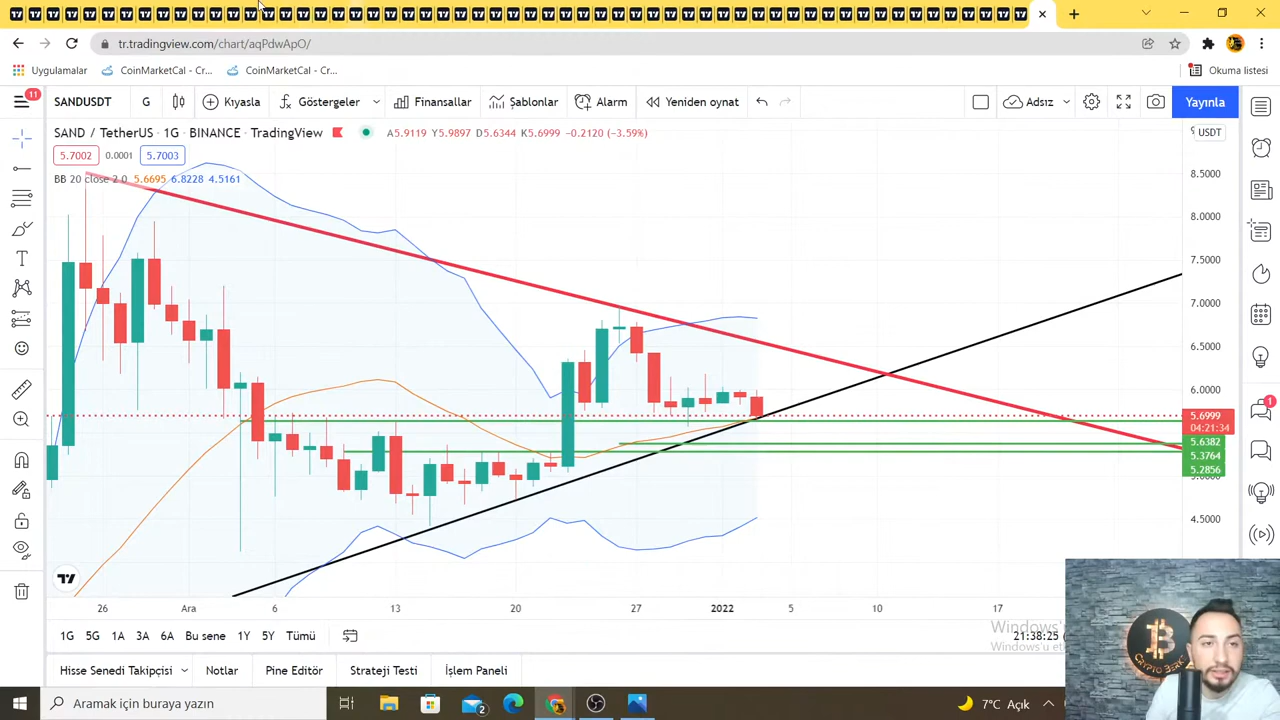 tr.tradingview.com/chart/aqPdwApO/
Uygulamalar
CoinMarketCal - Cr...
CoinMarketCal - Cr...
Okuma listesi
11
SANDUSDT
G
Kıyasla
Göstergeler
Finansallar
Şablonlar
Alarm
Yeniden oynat
Adsız
Yayınla
SAND / TetherUS · 1G · BINANCE · TradingView
A5.9119 Y5.9897 D5.6344 K5.6999 −0.2120 (−3.59%)
USDT
5.7002
0.0001
5.7003
BB 20 close 2 0 5.6695 6.8228 4.5161
8.5000
8.0000
7.5000
7.0000
6.5000
6.0000
5.6999
04:21:34
5.6382
5.3764
5.2856
4.5000
1
26
Ara
6
13
20
27
2022
5
10
17
1G
5G
1A
3A
6A
Bu sene
1Y
5Y
Tümü
21:38:25
Hisse Senedi Takipçisi
Notlar
Pine Editör
Strateji Testi
İşlem Paneli
Aramak için buraya yazın
2
7°C Açık